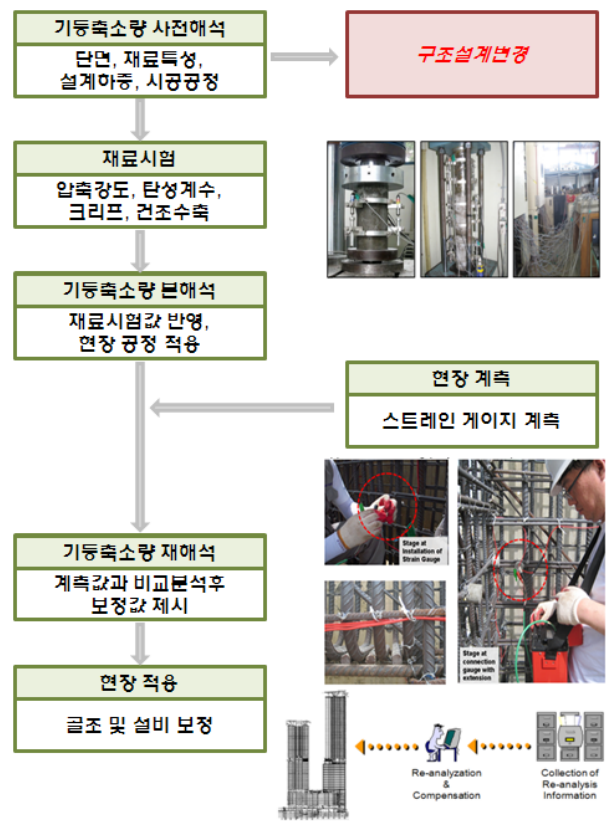 기둥축소량 사전해석
단면, 재료특성,
설계하중, 시공공정
구조설계변경
재료시험
압축강도, 탄성계수,
크리프, 건조수축
기둥축소량 본해석
재료시험값 반영,
현장 공정 적용
현장 계측
스트레인 게이지 계측
Stage at
Installation of
Strain Gauge
Stage at
connection
gauge with
extension
기둥축소량 재해석
계측값과 비교분석후
보정값 제시
현장 적용
골조 및 설비 보정
Re-analyzation
&
Compensation
Collection of
Re-analysis
Information